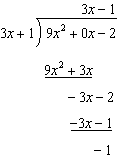 3x − 1
3x + 1 ) 9x² + 0x − 2
9x² + 3x
− 3x − 2
−3x − 1
− 1